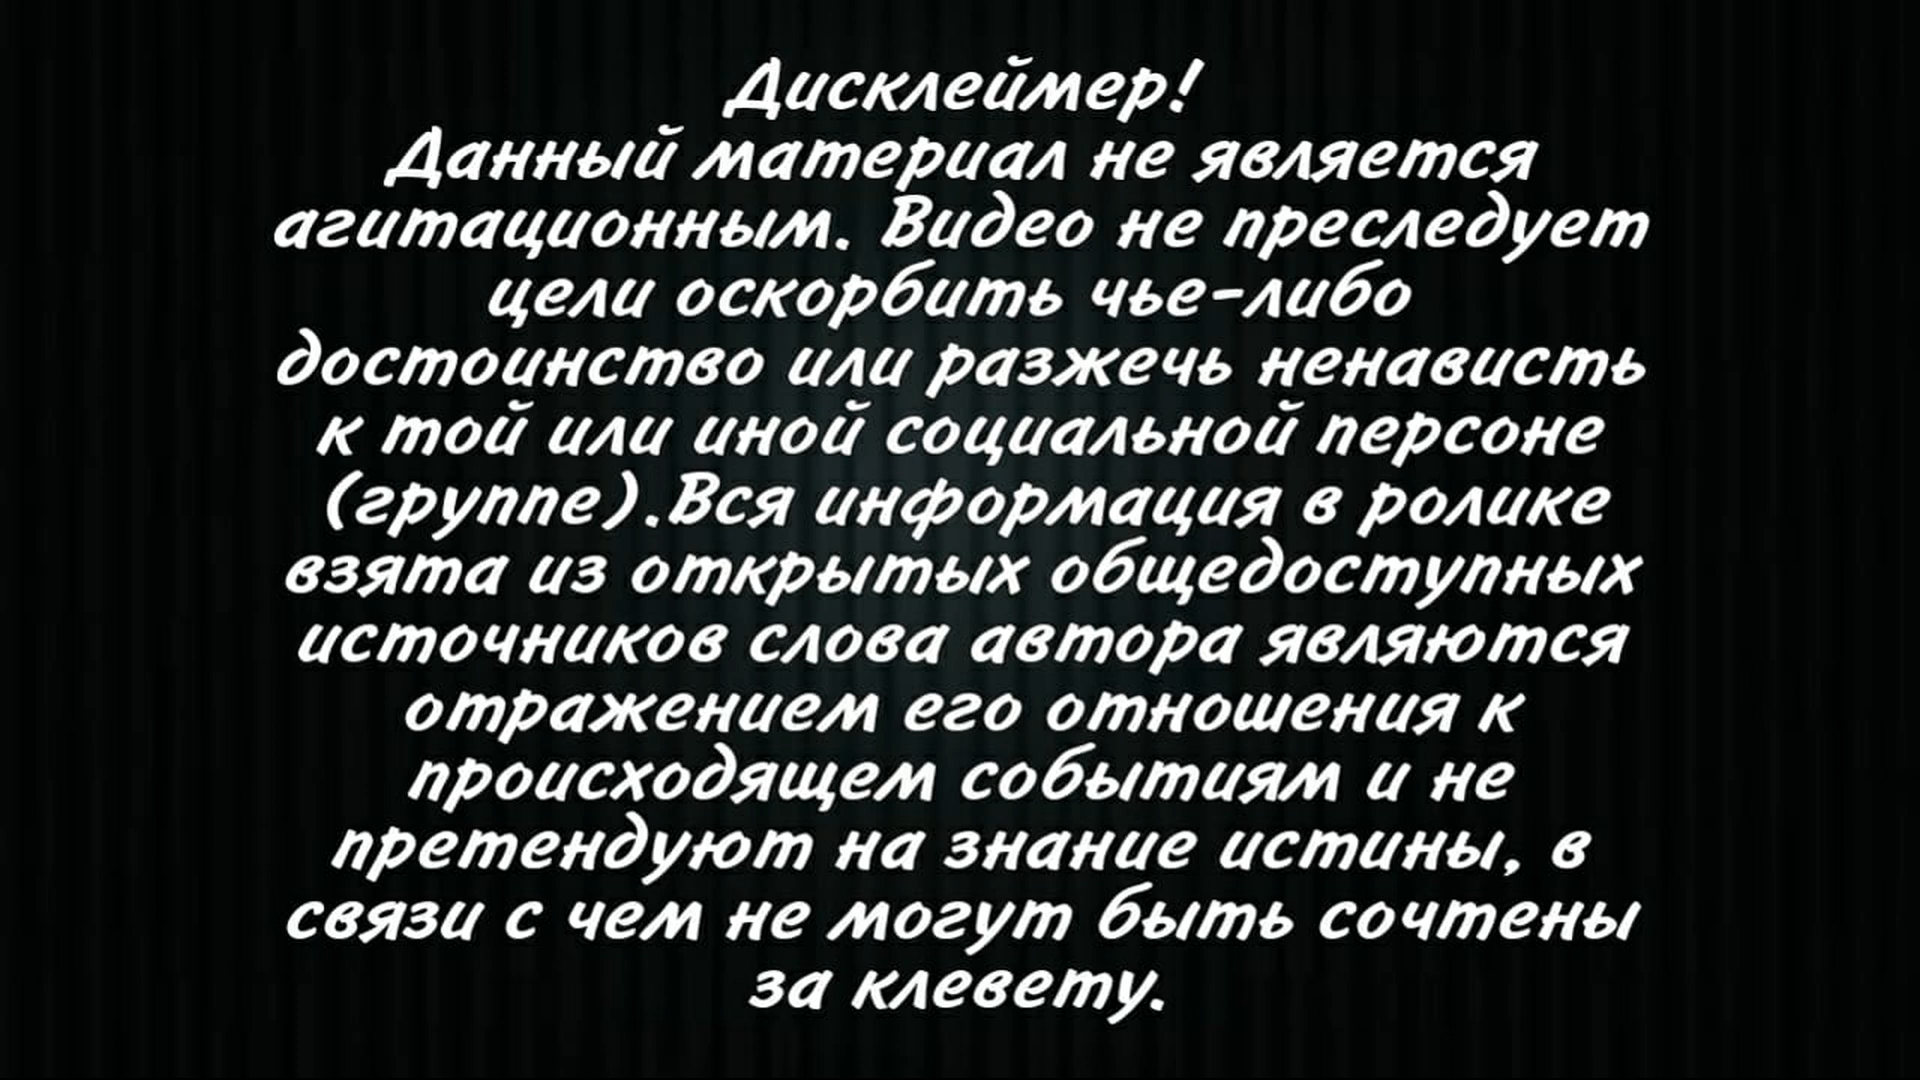 Дисклеймер!
Данный материал не является
агитационным. Видео не преследует
цели оскорбить чье-либо
достоинство или разжечь ненависть
к той или иной социальной персоне
(группе).Вся информация в ролике
взята из открытых общедоступных
источников слова автора являются
отражением его отношения к
происходящем событиям и не
претендуют на знание истины, в
связи с чем не могут быть сочтены
за клевету.